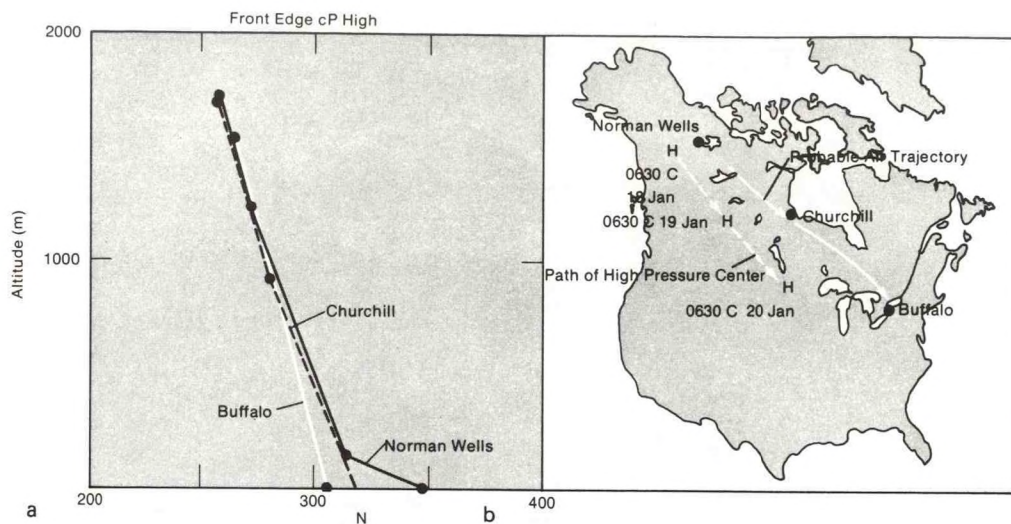 Front Edge cP High
2000
1000
Altitude (m)
Churchill
Buffalo
Norman Wells
200
300
400
N
a
b
Norman Wells
H
0630 C
18 Jan
Probable Air Trajectory
0630 C 19 Jan
H
Churchill
Path of High Pressure Center
H
0630 C 20 Jan
Buffalo